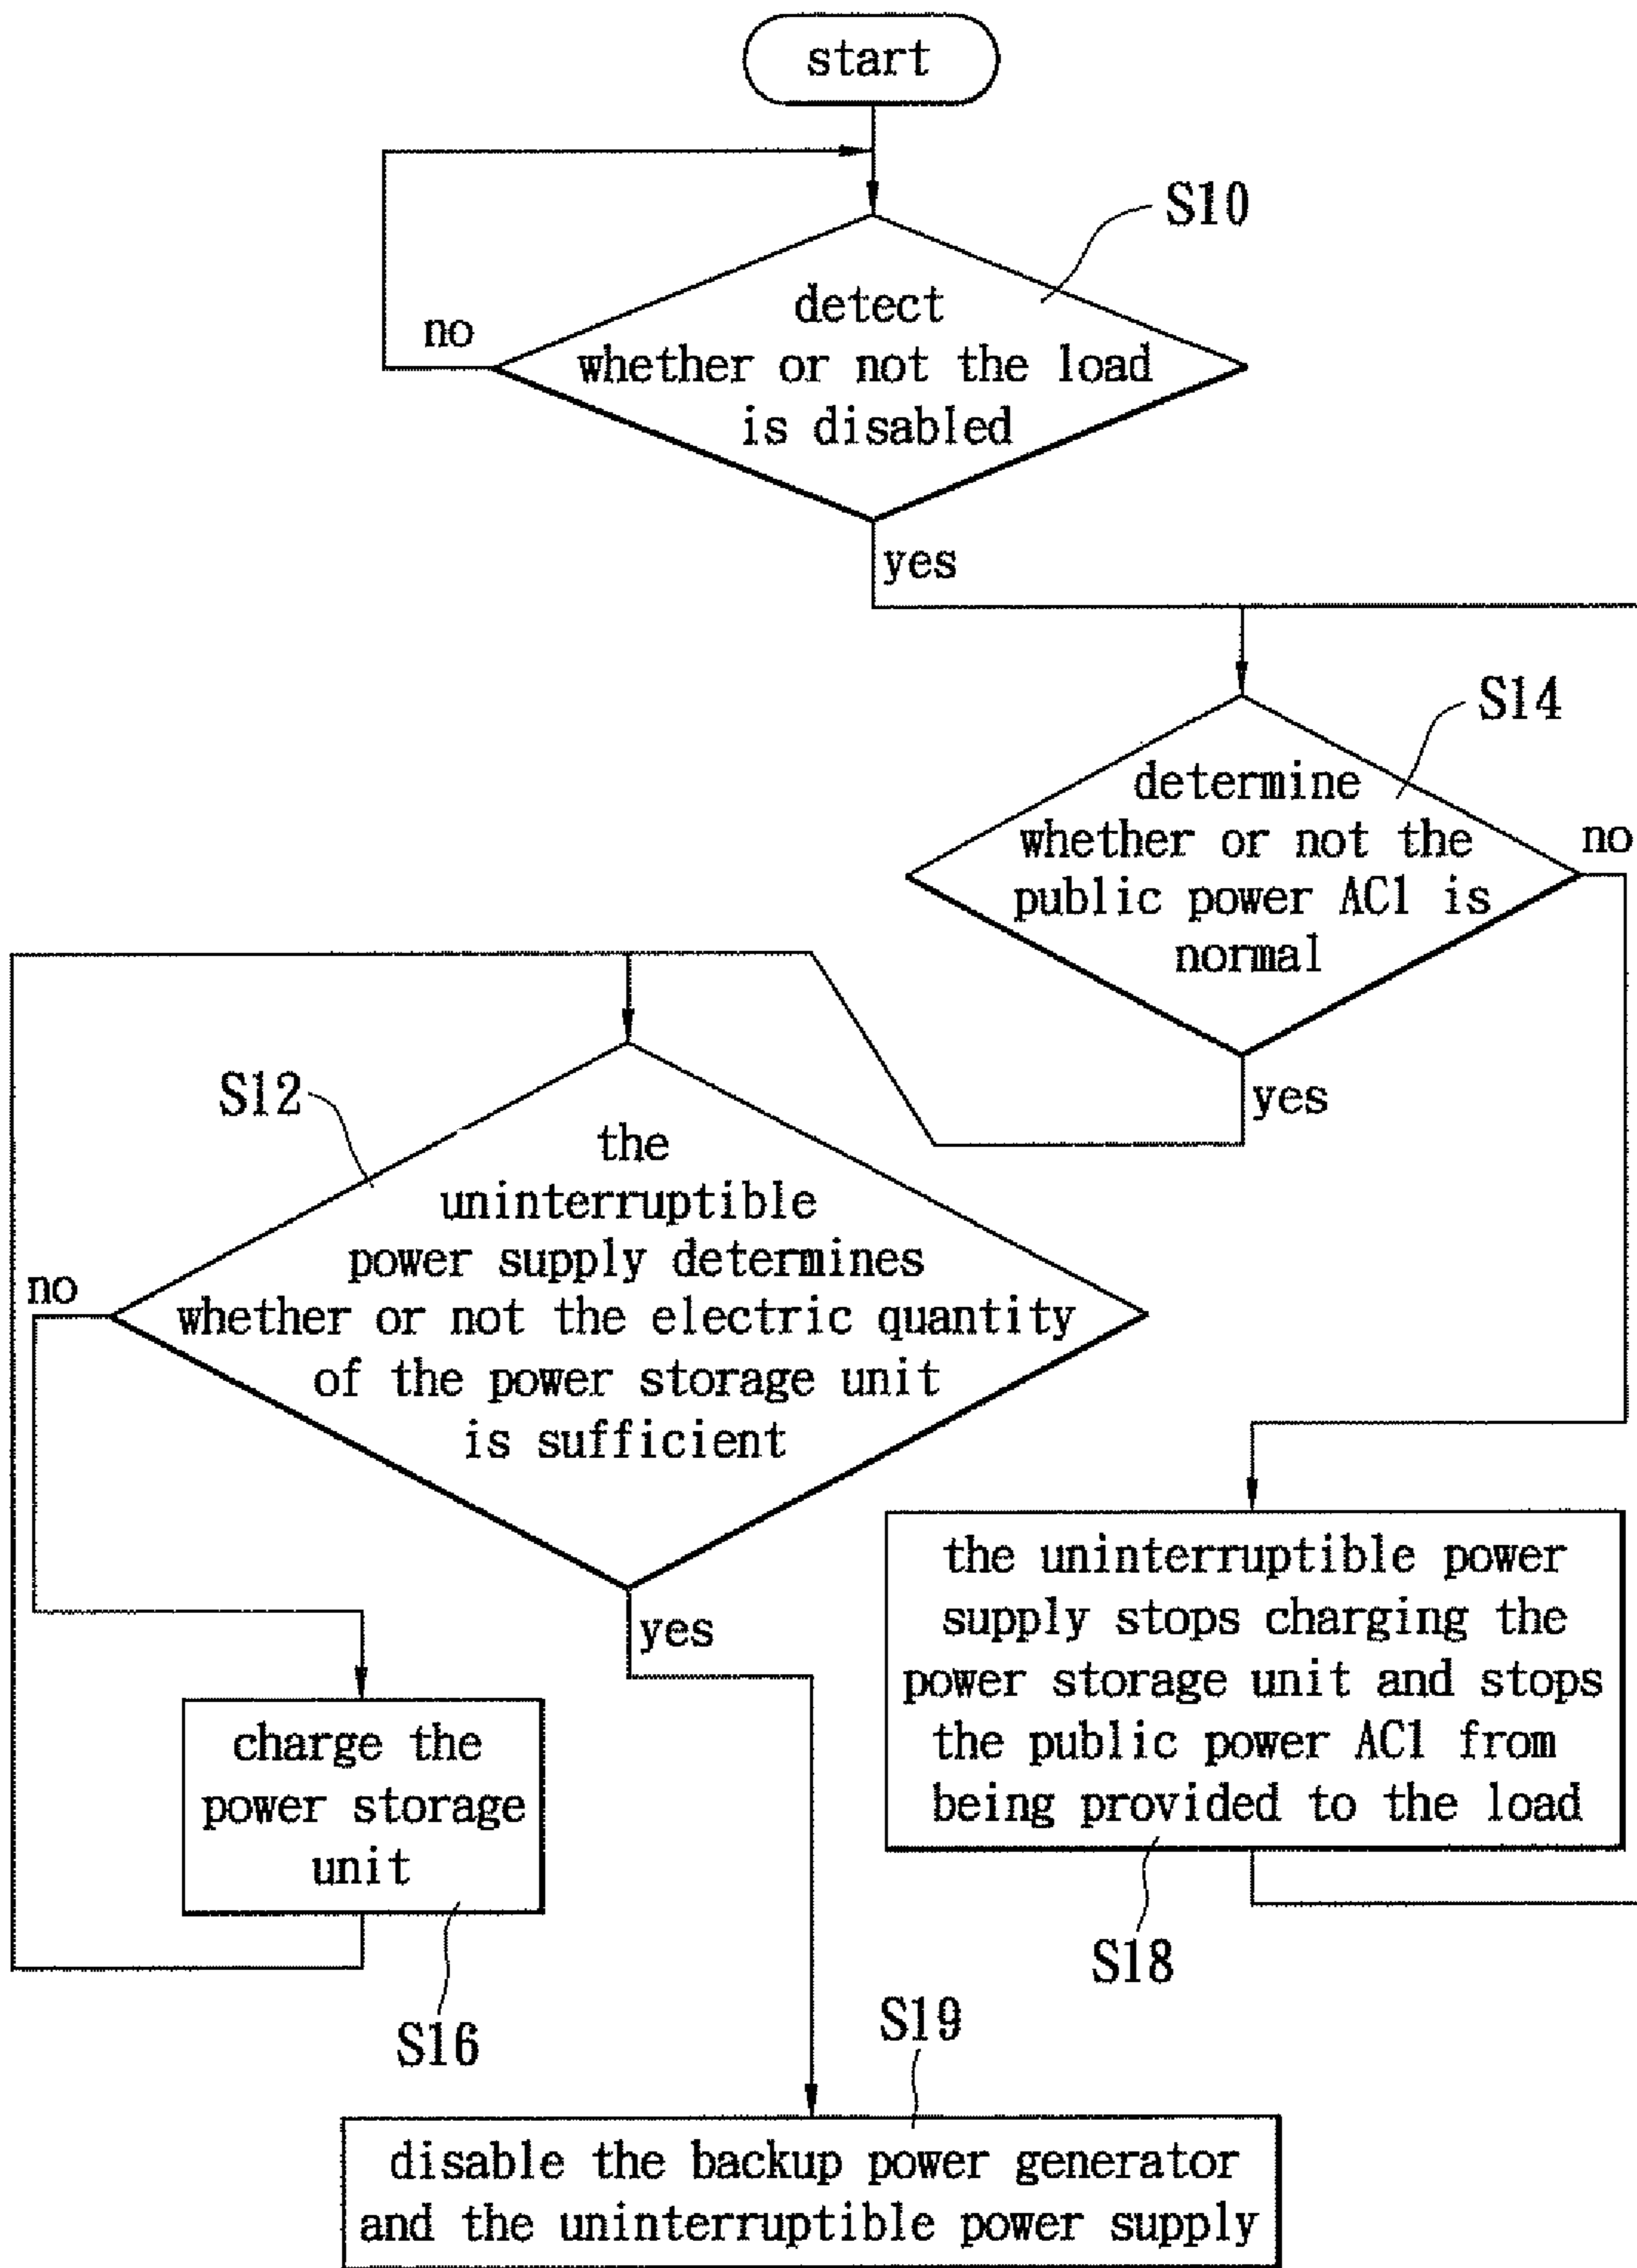 start
S10
detect
whether or not the load
is disabled
no
yes
S14
determine
whether or not the
public power AC1 is
normal
no
yes
S12
the
uninterruptible
power supply determines
whether or not the electric quantity
of the power storage unit
is sufficient
no
yes
the uninterruptible power
supply stops charging the
power storage unit and stops
the public power AC1 from
being provided to the load
S18
charge the
power storage
unit
S16
S19
disable the backup power generator
and the uninterruptible power supply